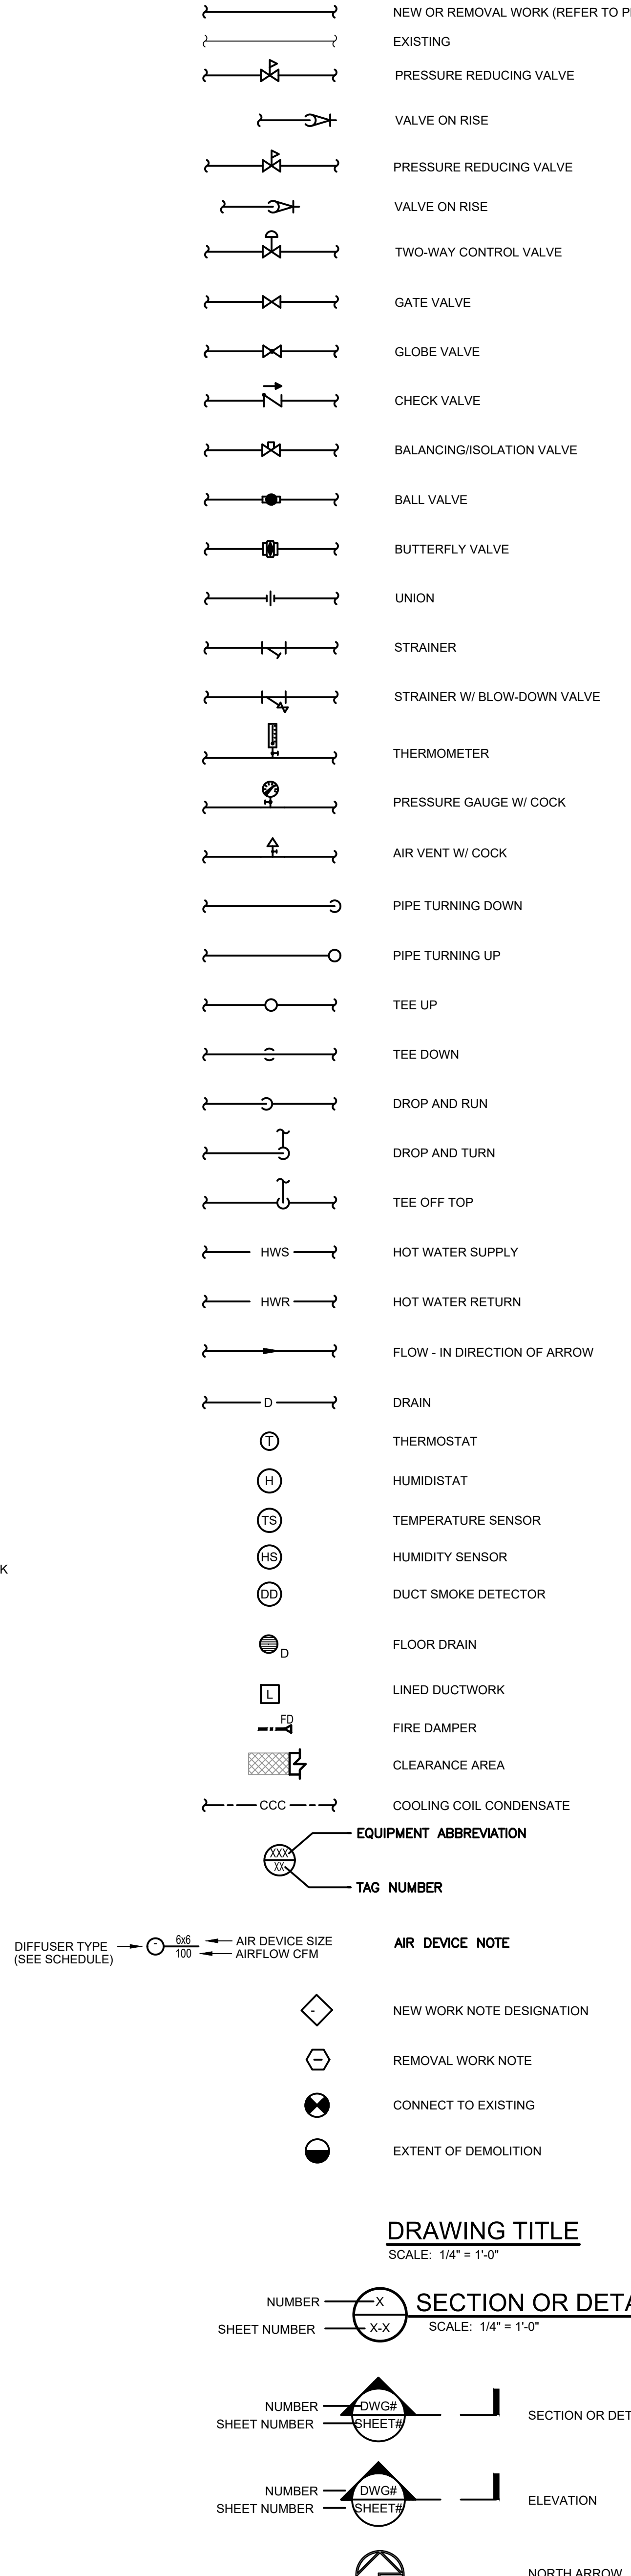 NEW OR REMOVAL WORK (REFER TO
EXISTING
PRESSURE REDUCING VALVE
VALVE ON RISE
PRESSURE REDUCING VALVE
VALVE ON RISE
TWO-WAY CONTROL VALVE
GATE VALVE
GLOBE VALVE
CHECK VALVE
BALANCING/ISOLATION VALVE
BALL VALVE
BUTTERFLY VALVE
UNION
STRAINER
STRAINER W/ BLOW-DOWN VALVE
THERMOMETER
PRESSURE GAUGE W/ COCK
AIR VENT W/ COCK
PIPE TURNING DOWN
PIPE TURNING UP
TEE UP
TEE DOWN
DROP AND RUN
DROP AND TURN
TEE OFF TOP
HWS HOT WATER SUPPLY
HWR HOT WATER RETURN
FLOW - IN DIRECTION OF ARROW
D DRAIN
T THERMOSTAT
H HUMIDISTAT
TS TEMPERATURE SENSOR
HS HUMIDITY SENSOR
K
DD DUCT SMOKE DETECTOR
D FLOOR DRAIN
L LINED DUCTWORK
FD FIRE DAMPER
CLEARANCE AREA
CCC COOLING COIL CONDENSATE
EQUIPMENT ABBREVIATION
XXX
XX
TAG NUMBER
DIFFUSER TYPE - 6x6 AIR DEVICE SIZE AIR DEVICE NOTE
(SEE SCHEDULE) 100 AIRFLOW CFM
- NEW WORK NOTE DESIGNATION
- REMOVAL WORK NOTE
CONNECT TO EXISTING
EXTENT OF DEMOLITION
DRAWING TITLE
SCALE: 1/4" = 1'-0"
NUMBER X SECTION OR DETA
SHEET NUMBER X-X SCALE: 1/4" = 1'-0"
NUMBER DWG#
SHEET NUMBER SHEET# SECTION OR DET
NUMBER DWG#
SHEET NUMBER SHEET# ELEVATION
NORTH ARROW